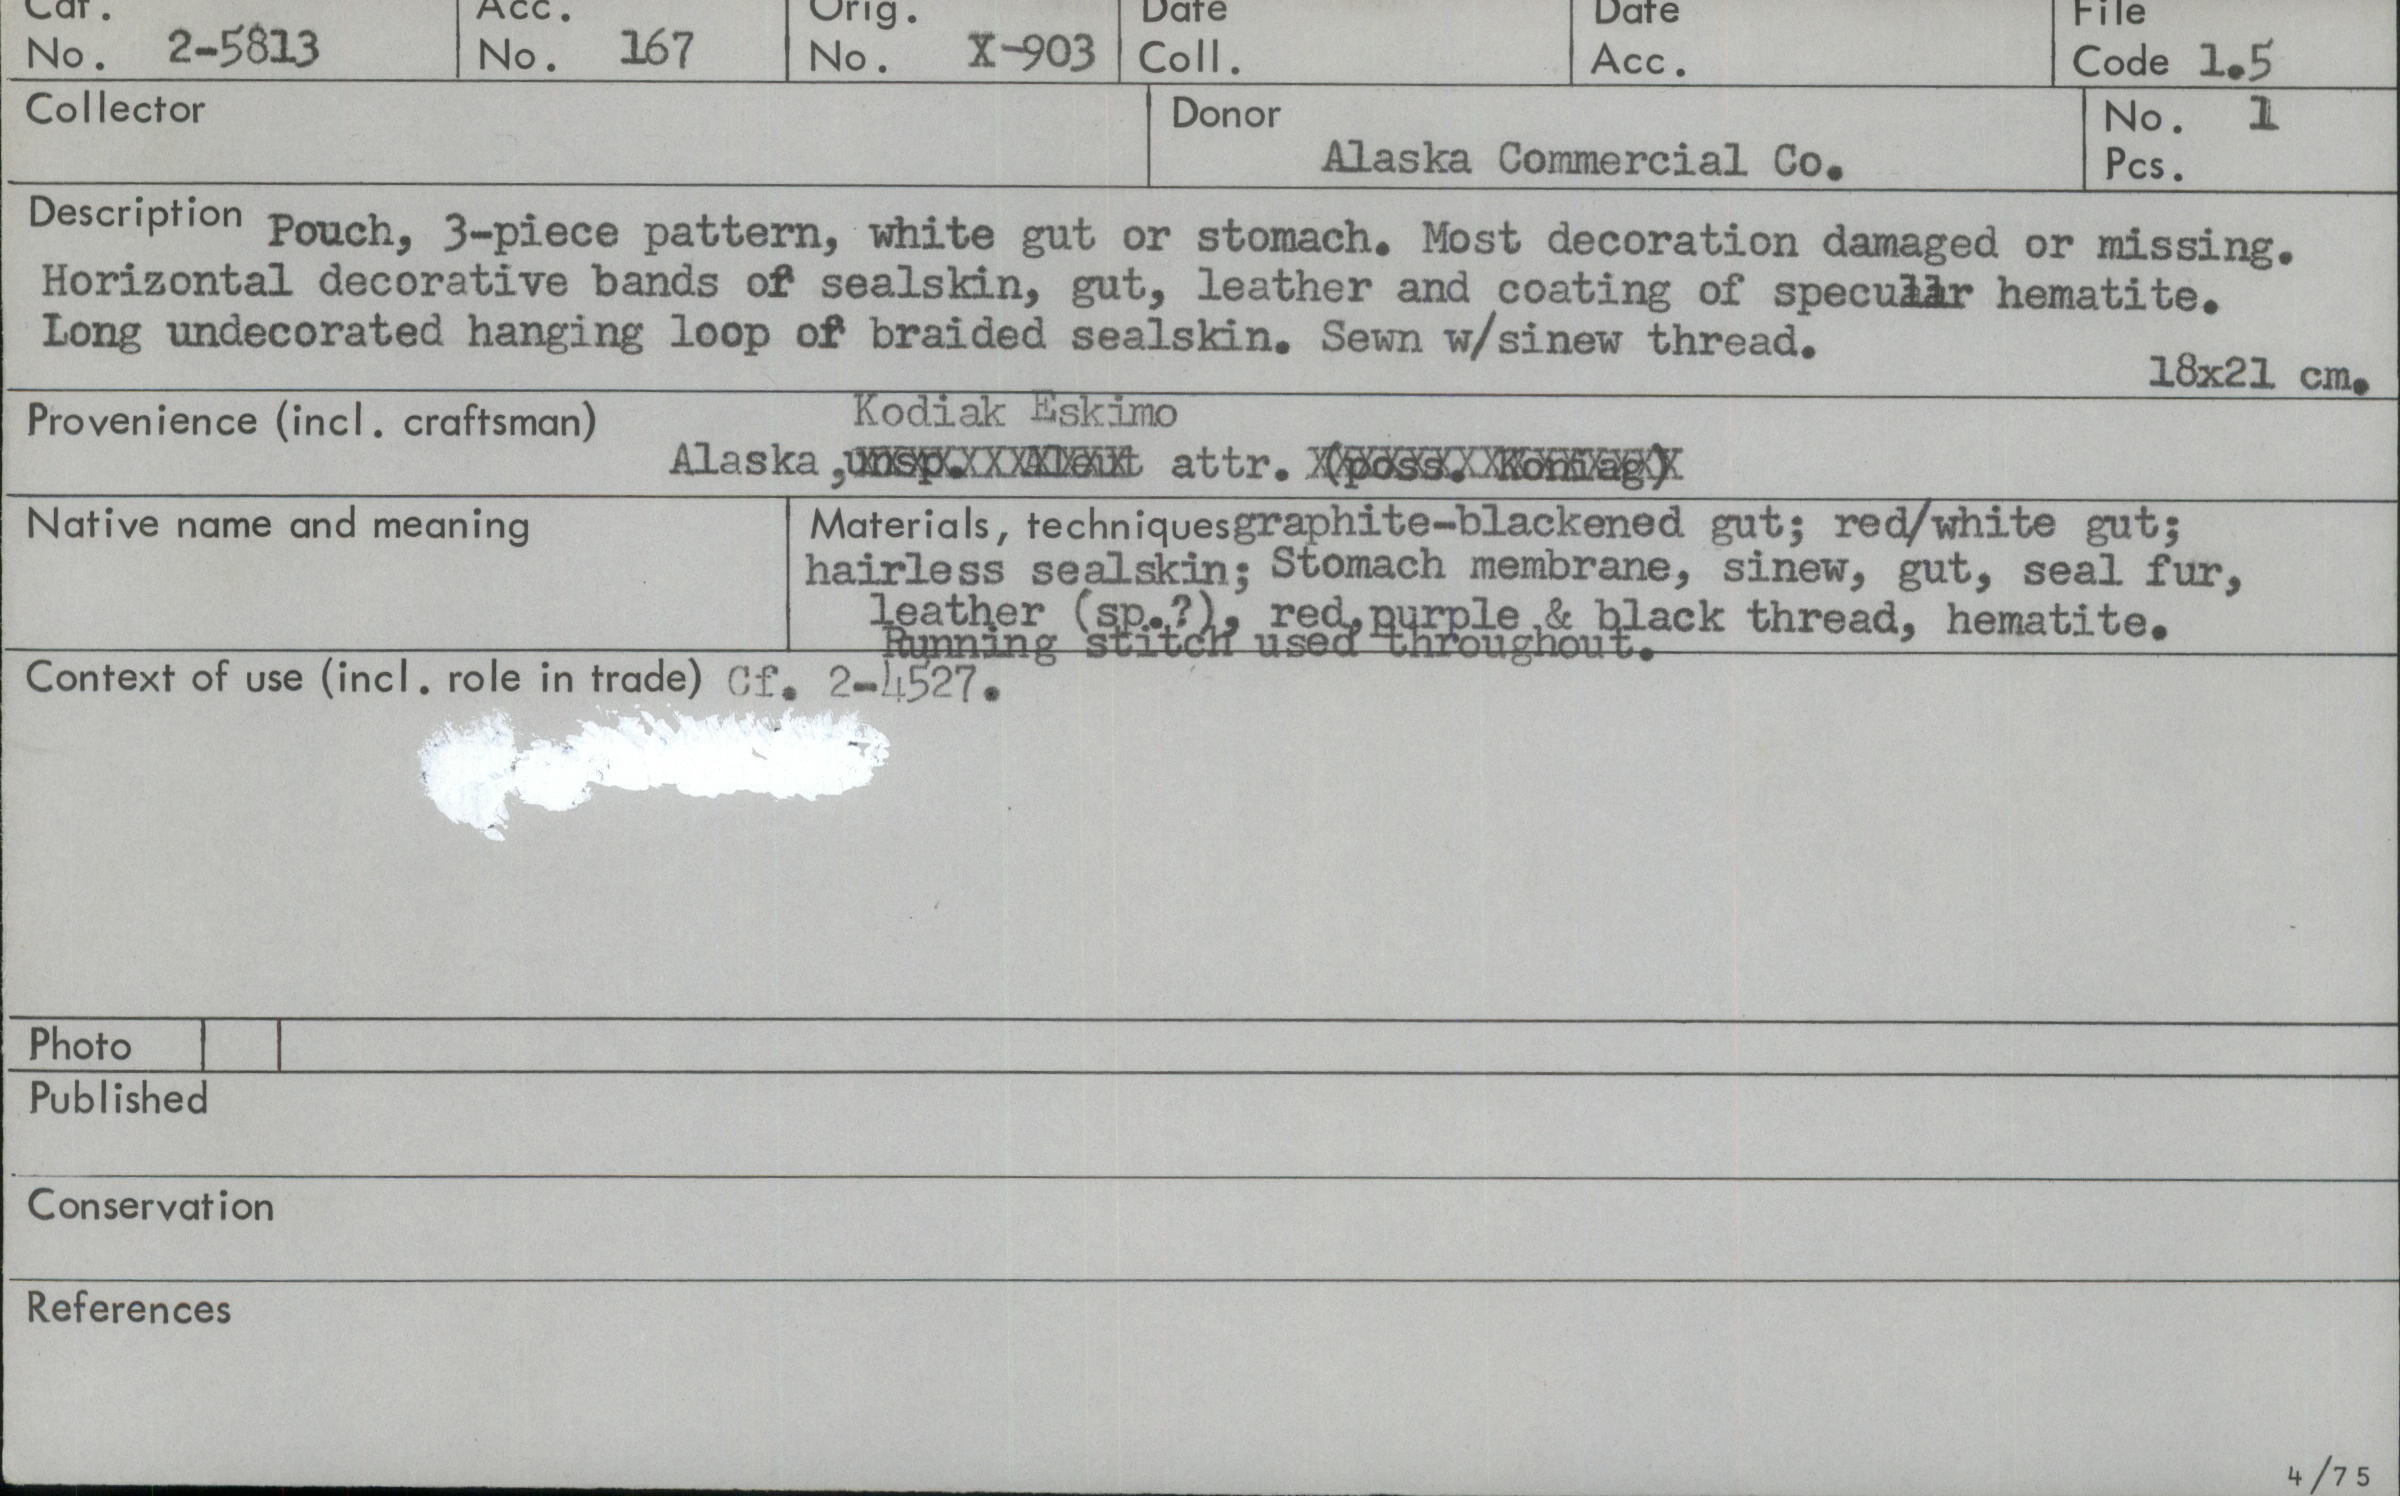 Cat. No. 2-5813 Acc. No. 167 Orig. No. X-903 Date Coll. Date Acc. File Code 1.5
Collector Donor Alaska Commercial Co. No. Pcs. 1
Description Pouch, 3-piece pattern, white gut or stomach. Most decoration damaged or missing.
Horizontal decorative bands of sealskin, gut, leather and coating of specular hematite.
Long undecorated hanging loop of braided sealskin. Sewn w/sinew thread.
18x21 cm.
Kodiak Eskimo
Provenience (incl. craftsman)
Alaska, unsp. Aleut attr. (poss. Koniag)
Native name and meaning
Materials, techniques graphite-blackened gut; red/white gut;
hairless sealskin; Stomach membrane, sinew, gut, seal fur,
leather (sp.?), red, purple & black thread, hematite.
Running stitch used throughout.
Context of use (incl. role in trade) Cf. 2-4527.
Photo
Published
Conservation
References
4/75